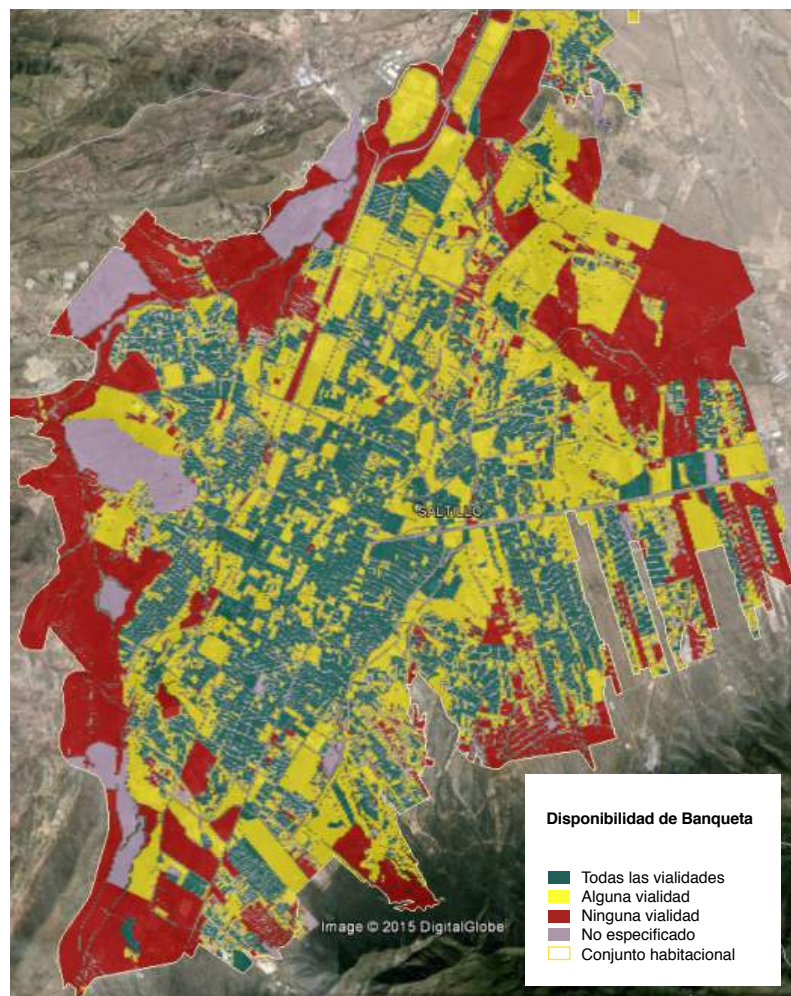 SALTILLO
Disponibilidad de Banqueta
Todas las vialidades
Alguna vialidad
Ninguna vialidad
No especificado
Conjunto habitacional
Image © 2015 DigitalGlobe